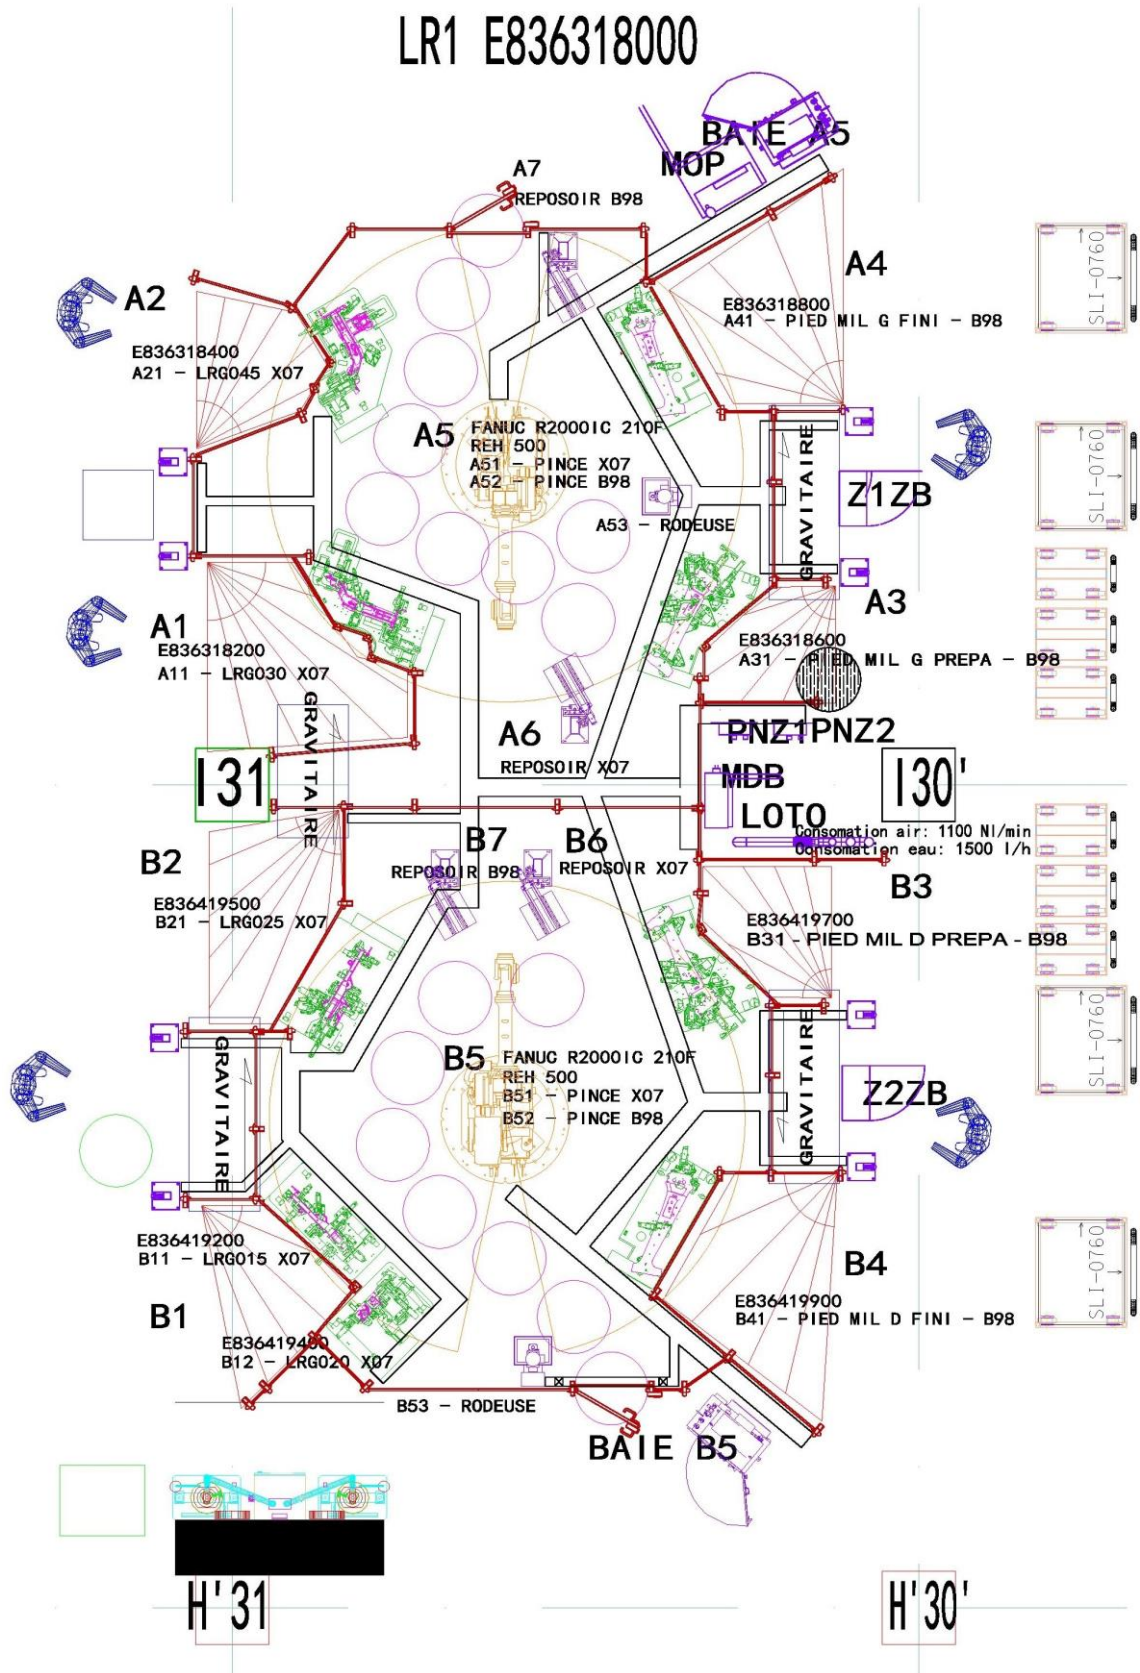 LR1 E836318000
BAIE A5
MOP
A7
REPOSOIR B98
A4
E836318800
A41 - PIED MIL G FINI - B98
SLI-0760
A2
E836318400
A21 - LRG045 X07
A5
FANUC R2000IC 210F
REH 500
A51 - PINCE X07
A52 - PINCE B98
GRAVITAIRE
SLI-0760
Z1ZB
A53 - RODEUSE
A3
A1
E836318200
A11 - LRG030 X07
E836318600
A31 - PIED MIL G PREPA - B98
GRAVITAIRE
A6
REPOSOIR X07
PNZ1PNZ2
MDB
I31
I30'
LOTO
Consomation air: 1100 Nl/min
Consomation eau: 1500 l/h
B7
REPOSOIR B98
B6
REPOSOIR X07
B2
E836419500
B21 - LRG025 X07
B3
E836419700
B31 - PIED MIL D PREPA - B98
GRAVITAIRE
GRAVITAIRE
SLI-0760
B5
FANUC R2000IC 210F
REH 500
B51 - PINCE X07
B52 - PINCE B98
Z2ZB
E836419200
B11 - LRG015 X07
B1
E836419400
B12 - LRG020 X07
B4
E836419900
B41 - PIED MIL D FINI - B98
SLI-0760
B53 - RODEUSE
BAIE B5
H'31
H'30'